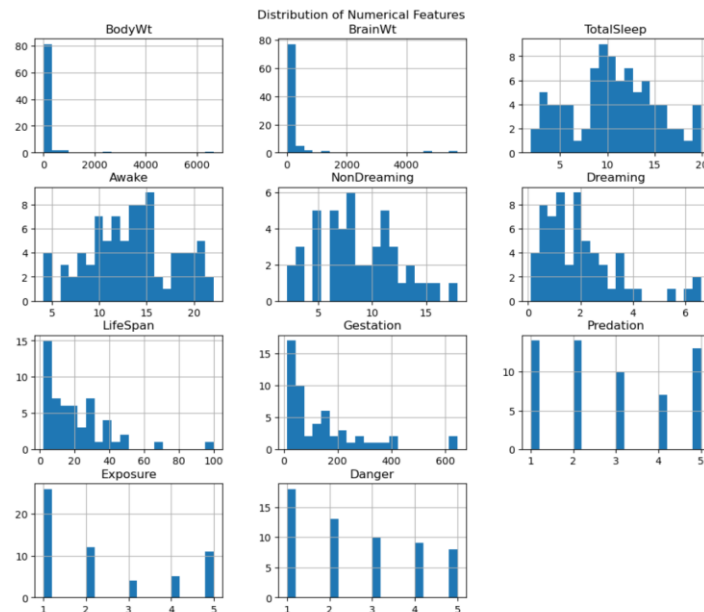 Distribution of Numerical Features
BodyWt BrainWt TotalSleep
80 80 8
60 60 6
40 40 4
20 20 2
0 0 0
0 2000 4000 6000 0 2000 4000 5 10 15 20
Awake NonDreaming Dreaming
8 6 8
6 4 6
4 2 4
2 0 2
0 0
5 10 15 20 5 10 15 0 2 4 6
LifeSpan Gestation Predation
15 15 10
10 10 5
5 5 0
0 0
0 20 40 60 80 100 0 200 400 600 1 2 3 4 5
Exposure Danger
20 15
10 10
0 5
0
1 2 3 4 5 1 2 3 4 5